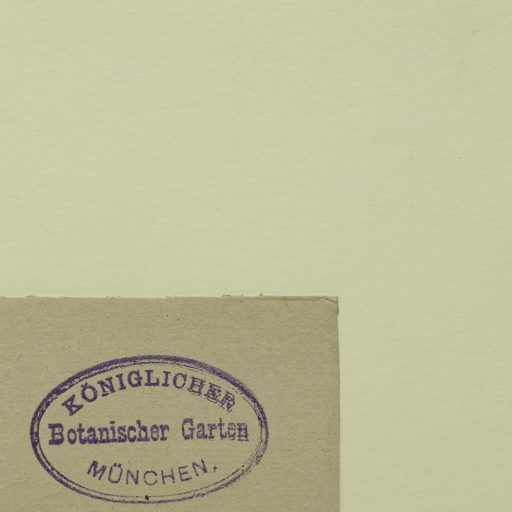 KÖNIGLICHER
Botanischer Garten
MÜNCHEN.